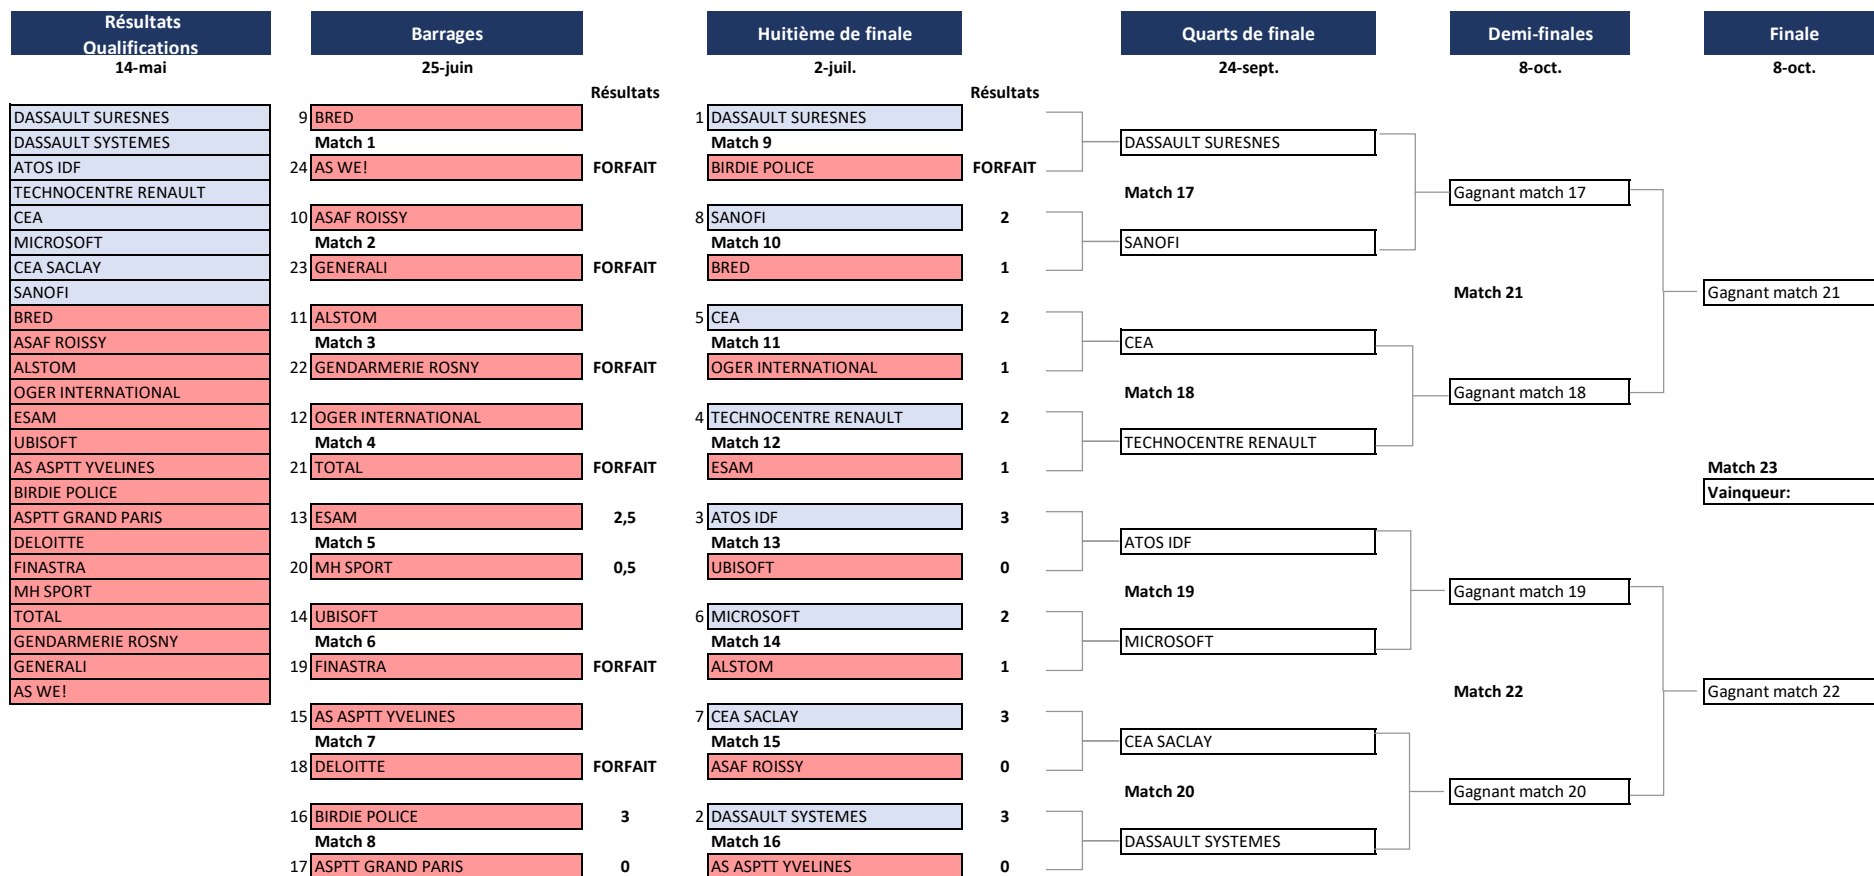 Résultats
Qualifications
Barrages
Huitième de finale
Quarts de finale
Demi-finales
Finale
14-mai
25-juin
2-juil.
24-sept.
8-oct.
8-oct.
Résultats
Résultats
DASSAULT SURESNES
DASSAULT SYSTEMES
ATOS IDF
TECHNOCENTRE RENAULT
CEA
MICROSOFT
CEA SACLAY
SANOFI
BRED
ASAF ROISSY
ALSTOM
OGER INTERNATIONAL
ESAM
UBISOFT
AS ASPTT YVELINES
BIRDIE POLICE
ASPTT GRAND PARIS
DELOITTE
FINASTRA
MH SPORT
TOTAL
GENDARMERIE ROSNY
GENERALI
AS WE!
9 BRED
Match 1
24 AS WE! FORFAIT
10 ASAF ROISSY
Match 2
23 GENERALI FORFAIT
11 ALSTOM
Match 3
22 GENDARMERIE ROSNY FORFAIT
12 OGER INTERNATIONAL
Match 4
21 TOTAL FORFAIT
13 ESAM 2,5
Match 5
20 MH SPORT 0,5
14 UBISOFT
Match 6
19 FINASTRA FORFAIT
15 AS ASPTT YVELINES
Match 7
18 DELOITTE FORFAIT
16 BIRDIE POLICE 3
Match 8
17 ASPTT GRAND PARIS 0
1 DASSAULT SURESNES
Match 9
BIRDIE POLICE FORFAIT
8 SANOFI 2
Match 10
BRED 1
5 CEA 2
Match 11
OGER INTERNATIONAL 1
4 TECHNOCENTRE RENAULT 2
Match 12
ESAM 1
3 ATOS IDF 3
Match 13
UBISOFT 0
6 MICROSOFT 2
Match 14
ALSTOM 1
7 CEA SACLAY 3
Match 15
ASAF ROISSY 0
2 DASSAULT SYSTEMES 3
Match 16
AS ASPTT YVELINES 0
DASSAULT SURESNES
Match 17
SANOFI
CEA
Match 18
TECHNOCENTRE RENAULT
ATOS IDF
Match 19
MICROSOFT
CEA SACLAY
Match 20
DASSAULT SYSTEMES
Gagnant match 17
Match 21
Gagnant match 18
Gagnant match 19
Match 22
Gagnant match 20
Gagnant match 21
Match 23
Vainqueur:
Gagnant match 22